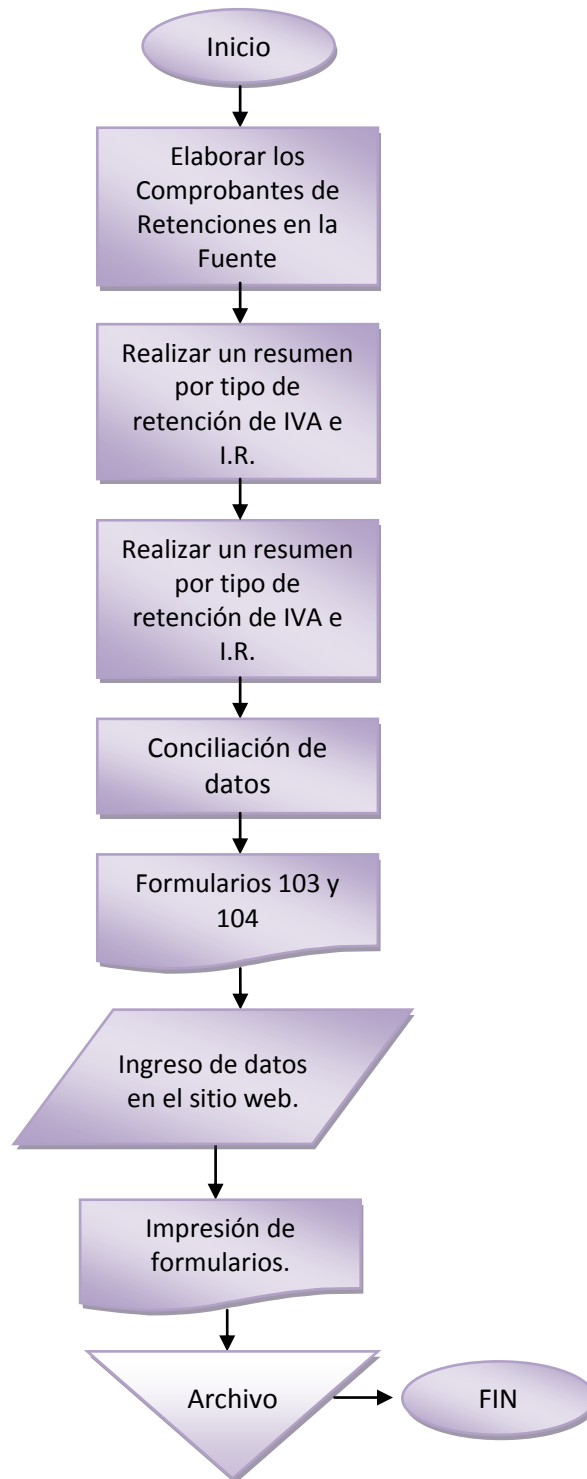 Inicio
Elaborar los
Comprobantes de
Retenciones en la
Fuente
Realizar un resumen
por tipo de
retención de IVA e
I.R.
Realizar un resumen
por tipo de
retención de IVA e
I.R.
Conciliación de
datos
Formularios 103 y
104
Ingreso de datos
en el sitio web.
Impresión de
formularios.
Archivo
FIN